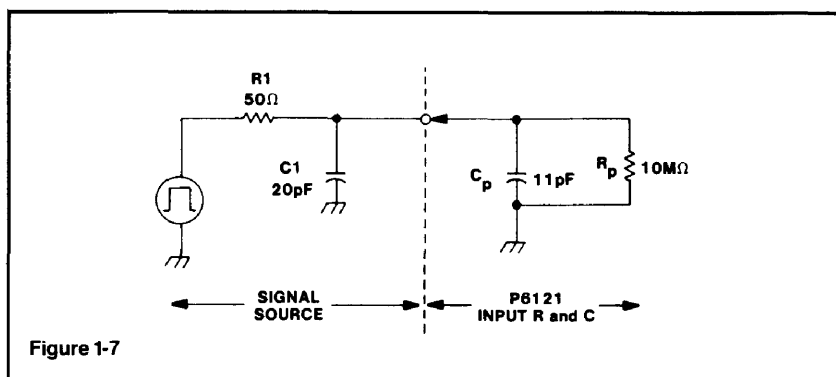 R1
50Ω
C1
20pF
Cp
11pF
Rp
10MΩ
SIGNAL
SOURCE
P6121
INPUT R and C
Figure 1-7